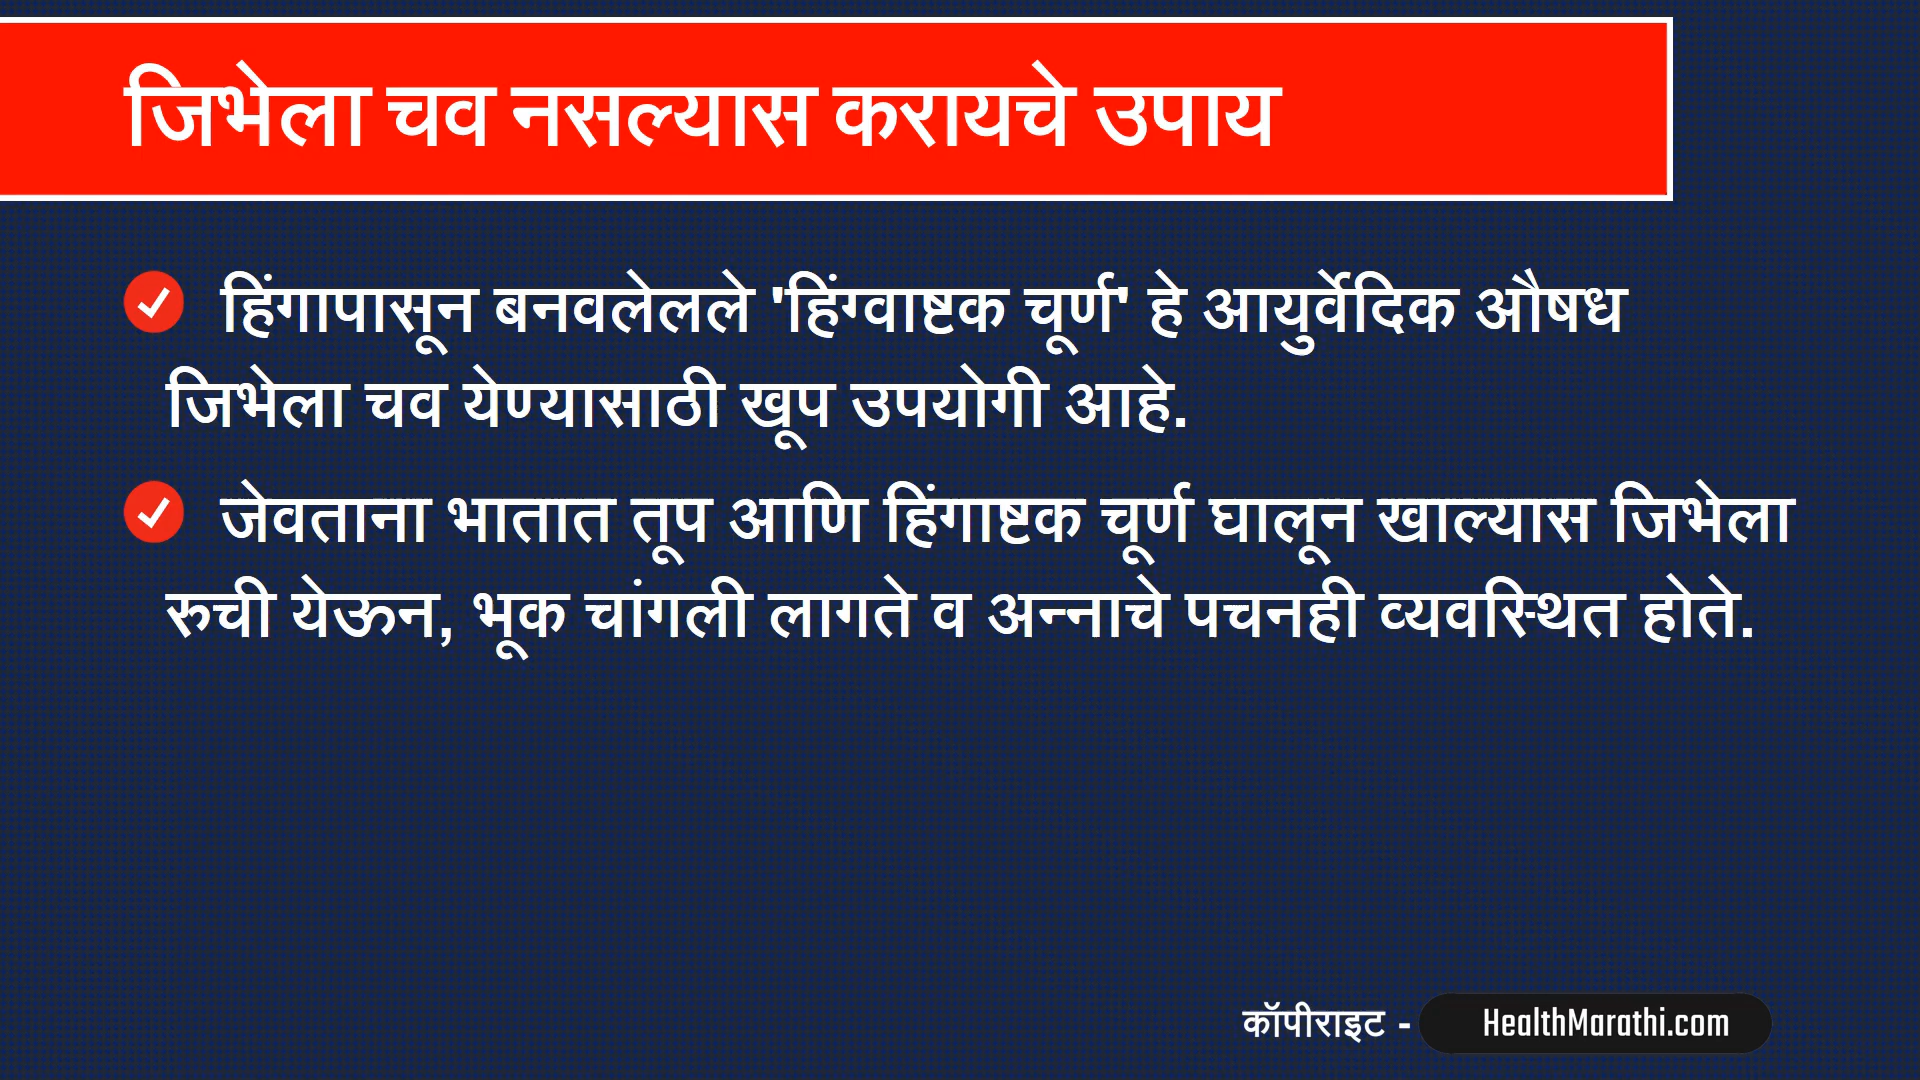 जिभेला चव नसल्यास करायचे उपाय
हिंगापासून बनवलेलले 'हिंग्वाष्टक चूर्ण' हे आयुर्वेदिक औषध
जिभेला चव येण्यासाठी खूप उपयोगी आहे.
जेवताना भातात तूप आणि हिंगाष्टक चूर्ण घालून खाल्यास जिभेला
रुची येऊन, भूक चांगली लागते व अन्नाचे पचनही व्यवस्थित होते.
कॉपीराइट - HealthMarathi.com